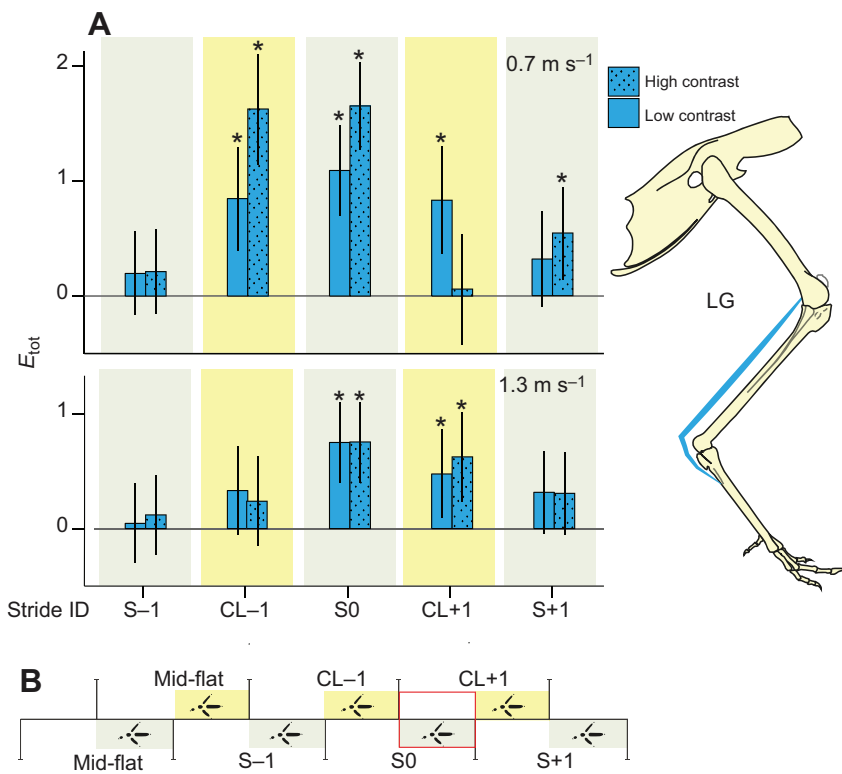 A
2
1
0
0.7 m s⁻¹
* * * * * *
High contrast
Low contrast
LG
E_tot
1
0
1.3 m s⁻¹
* * * *
Stride ID S–1 CL–1 S0 CL+1 S+1
B
Mid-flat CL–1 CL+1
Mid-flat S–1 S0 S+1